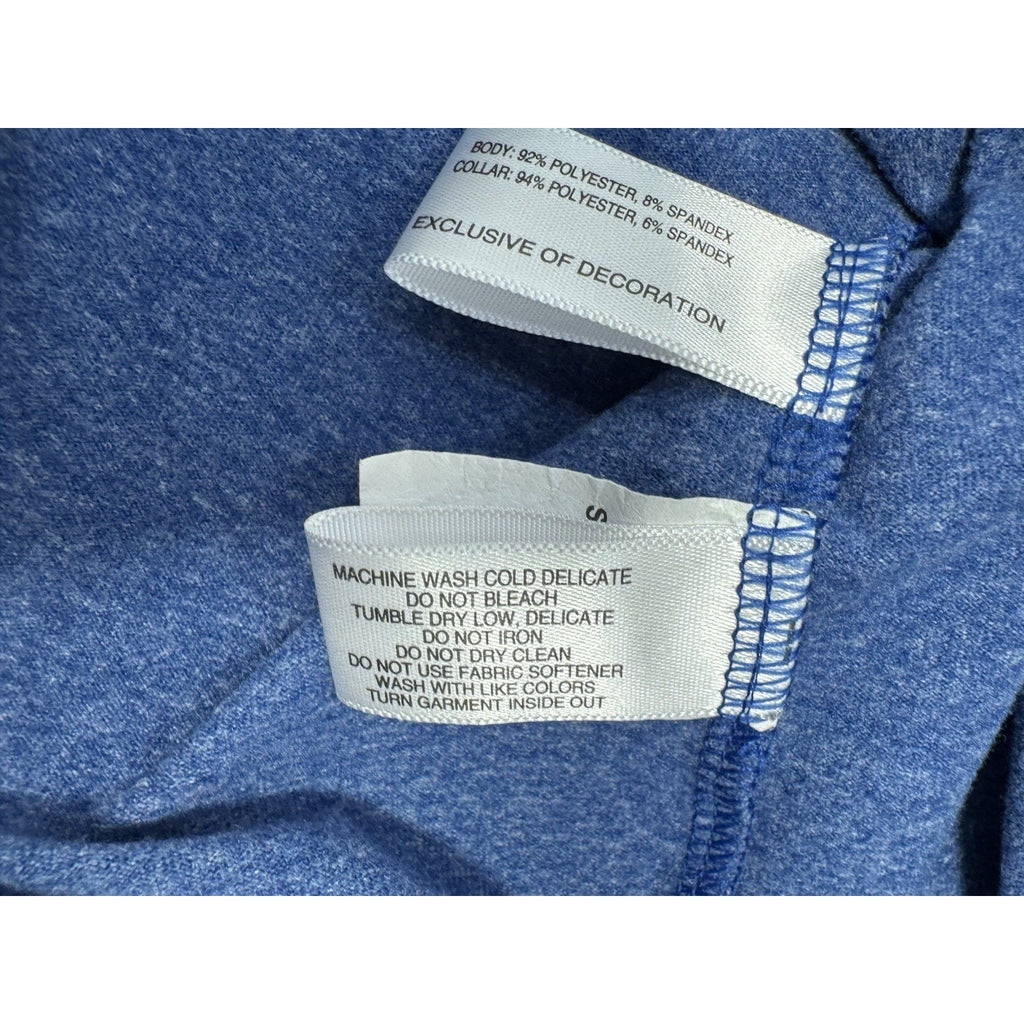 BODY: 92% POLYESTER, 8% SPANDEX
COLLAR: 94% POLYESTER, 6% SPANDEX
EXCLUSIVE OF DECORATION
S
MACHINE WASH COLD DELICATE
DO NOT BLEACH
TUMBLE DRY LOW, DELICATE
DO NOT IRON
DO NOT DRY CLEAN
DO NOT USE FABRIC SOFTENER
WASH WITH LIKE COLORS
TURN GARMENT INSIDE OUT